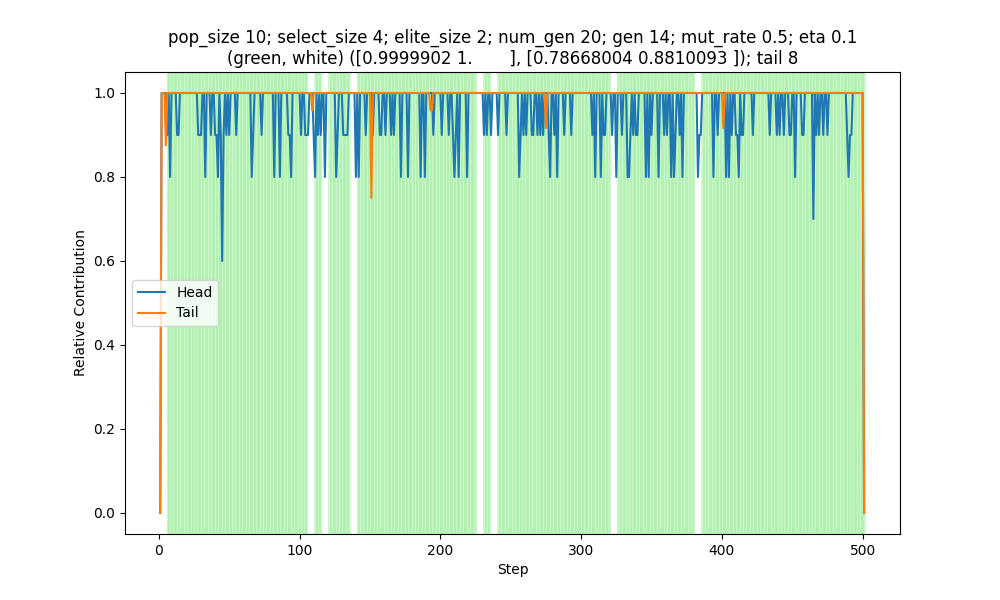 pop_size 10; select_size 4; elite_size 2; num_gen 20; gen 14; mut_rate 0.5; eta 0.1
(green, white) ([0.9999902 1.       ], [0.78668004 0.8810093 ]); tail 8
1.0
0.8
0.6
0.4
0.2
0.0
Relative Contribution
Head
Tail
0
100
200
300
400
500
Step